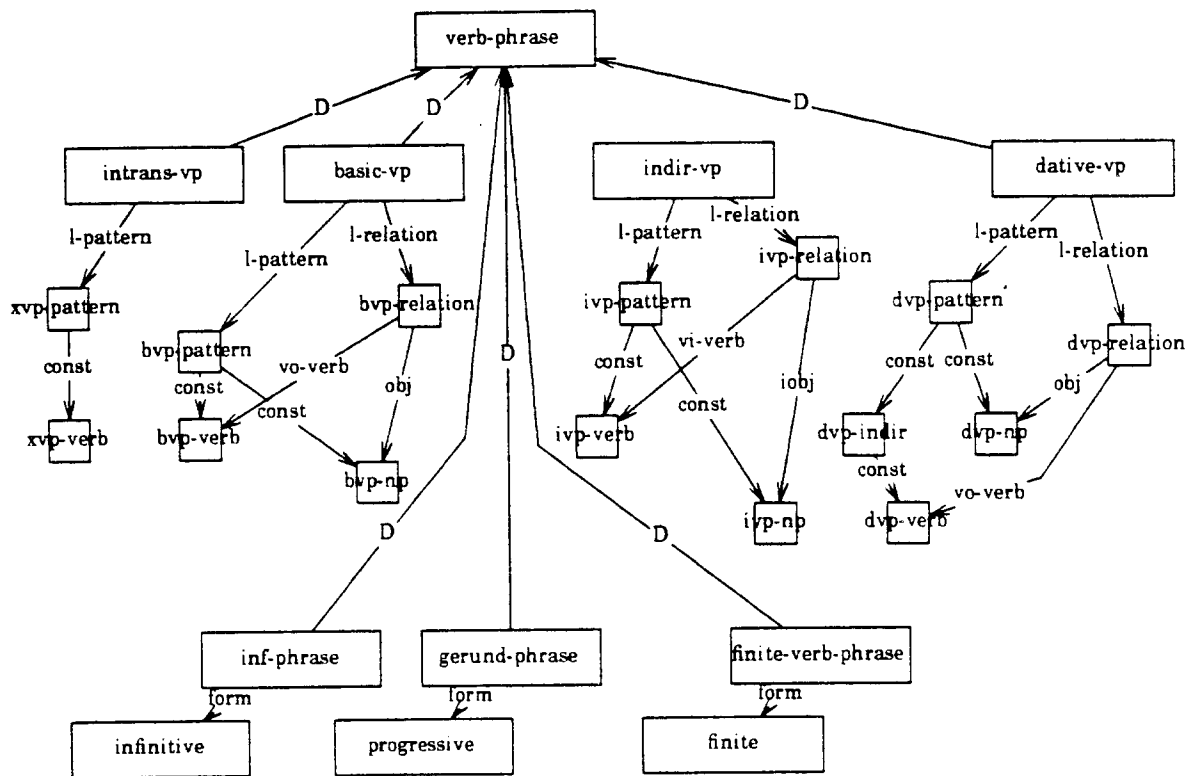 verb-phrase
D
D
D
intrans-vp
basic-vp
indir-vp
dative-vp
l-pattern
l-relation
l-pattern
l-relation
l-pattern
l-relation
l-pattern
xvp-pattern
bvp-relation
ivp-pattern
ivp-relation
dvp-pattern
dvp-relation
bvp-pattern
const
const
const
vo-verb
obj
D
const
vi-verb
const
iobj
const
const
obj
xvp-verb
bvp-verb
bvp-np
ivp-verb
dvp-indir
dvp-np
const
vo-verb
ivp-np
dvp-verb
D
D
inf-phrase
gerund-phrase
finite-verb-phrase
form
form
form
infinitive
progressive
finite